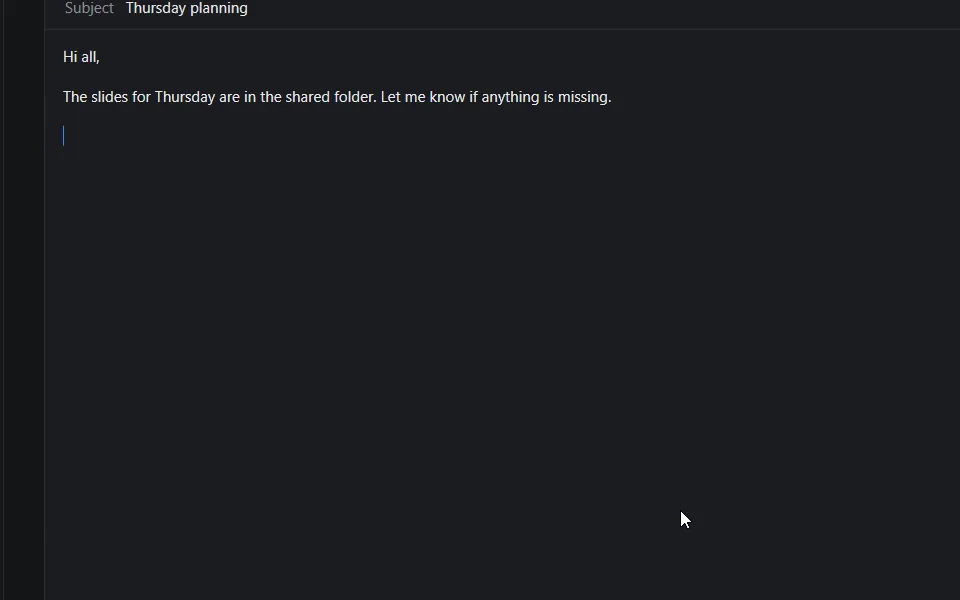 Subject Thursday planning
Hi all,
The slides for Thursday are in the shared folder. Let me know if anything is missing.